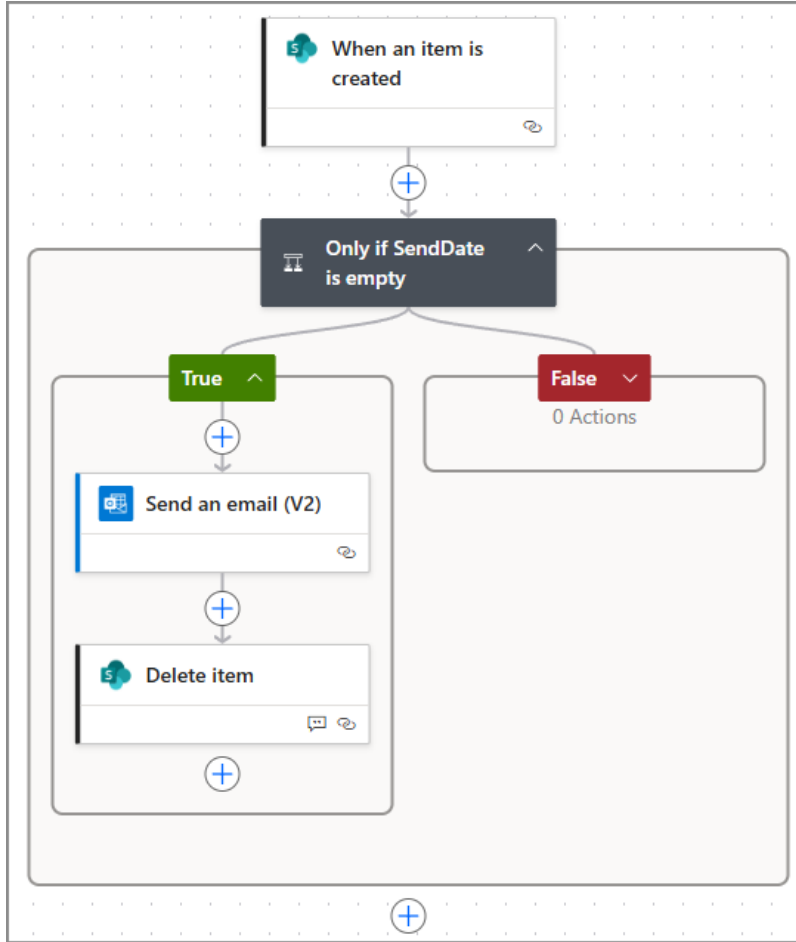 When an item is
created
Only if SendDate
is empty
True
False
0 Actions
Send an email (V2)
Delete item